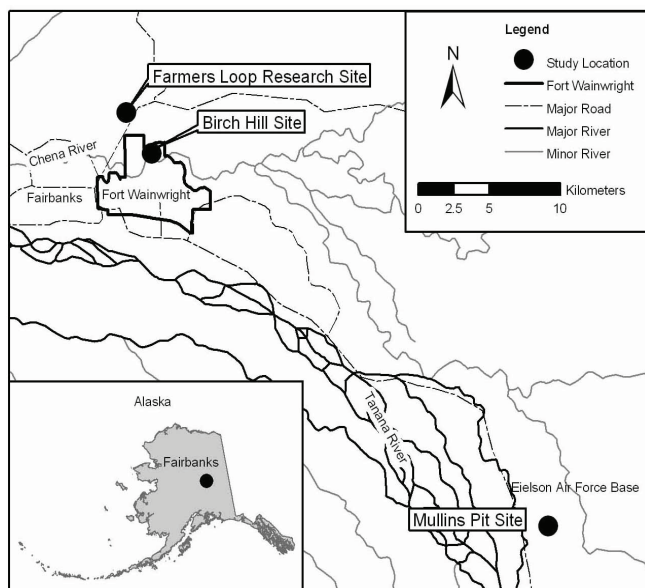 Legend
N
Study Location
Fort Wainwright
Major Road
Major River
Minor River
Kilometers
0 2.5 5 10
Farmers Loop Research Site
Birch Hill Site
Chena River
Fairbanks
Fort Wainwright
Tanana River
Eielson Air Force Base
Mullins Pit Site
Alaska
Fairbanks